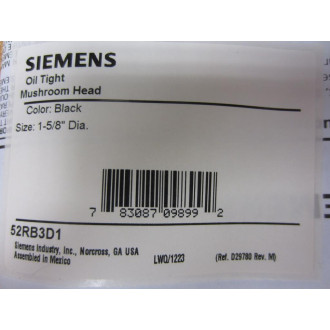 SIEMENS
Oil Tight
Mushroom Head
Color: Black
Size: 1-5/8" Dia.
7 83087 09899 2
52RB3D1
Siemens Industry, Inc., Norcross, GA USA
Assembled in Mexico LWQ/1223 (Ref. D29780 Rev. M)